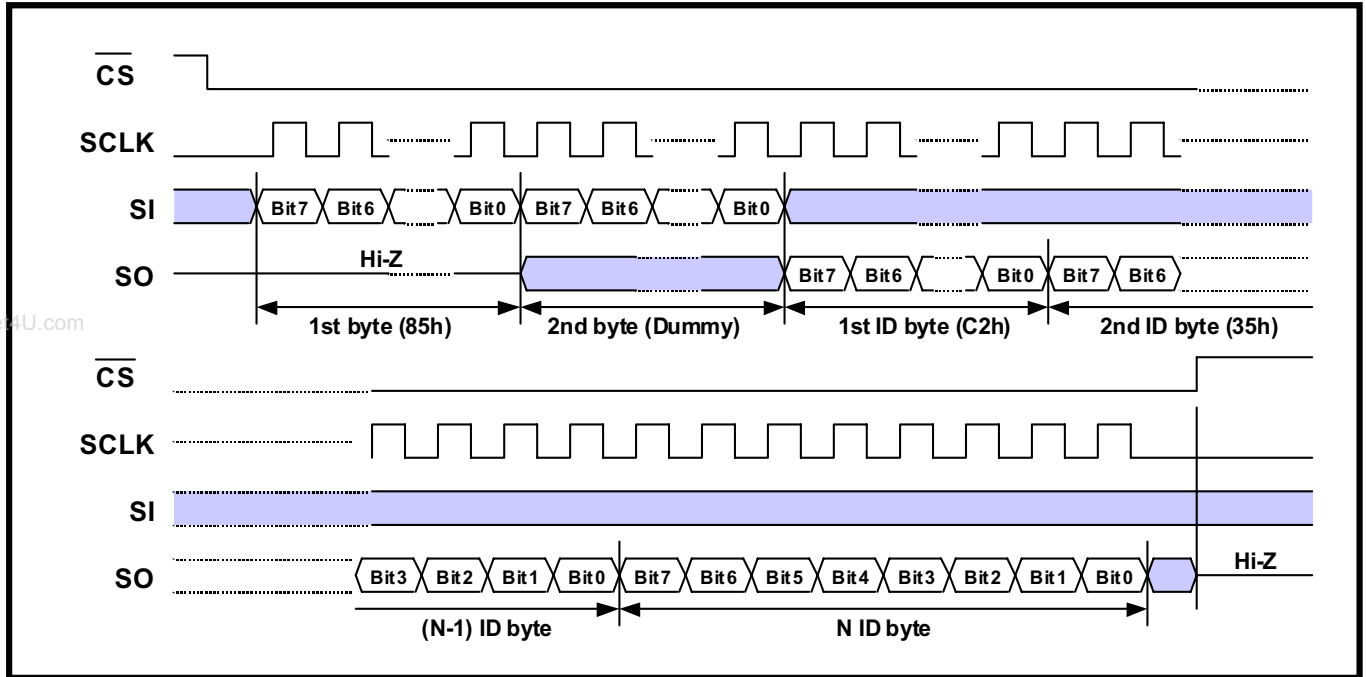 CS
SCLK
SI Bit7 Bit6 Bit0 Bit7 Bit6 Bit0
Hi-Z
SO Bit7 Bit6 Bit0 Bit7 Bit6
1st byte (85h) 2nd byte (Dummy) 1st ID byte (C2h) 2nd ID byte (35h)
4U.com
CS
SCLK
SI
SO Bit3 Bit2 Bit1 Bit0 Bit7 Bit6 Bit5 Bit4 Bit3 Bit2 Bit1 Bit0 Hi-Z
(N-1) ID byte N ID byte